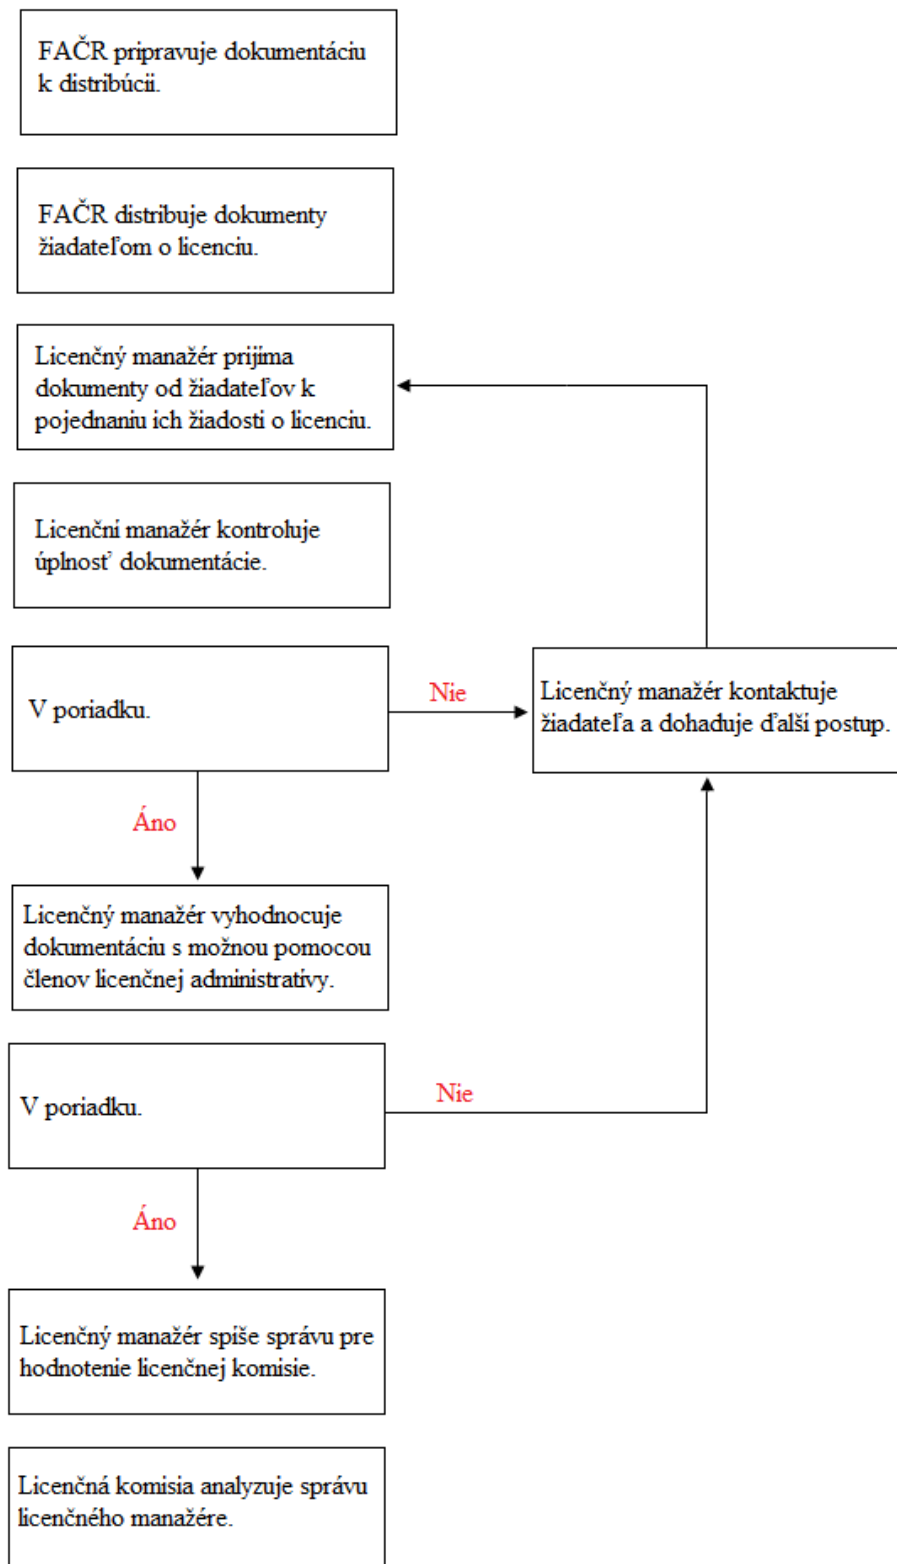 FAČR pripravuje dokumentáciu
k distribúcii.
FAČR distribuje dokumenty
žiadateľom o licenciu.
Licenčný manažér prijíma
dokumenty od žiadateľov k
pojednaniu ich žiadosti o licenciu.
Licenční manažér kontroluje
úplnosť dokumentácie.
V poriadku.
Nie
Licenčný manažér kontaktuje
žiadateľa a dohaduje ďalší postup.
Áno
Licenčný manažér vyhodnocuje
dokumentáciu s možnou pomocou
členov licenčnej administratívy.
V poriadku.
Nie
Áno
Licenčný manažér spíše správu pre
hodnotenie licenčnej komisie.
Licenčná komisia analyzuje správu
licenčného manažére.